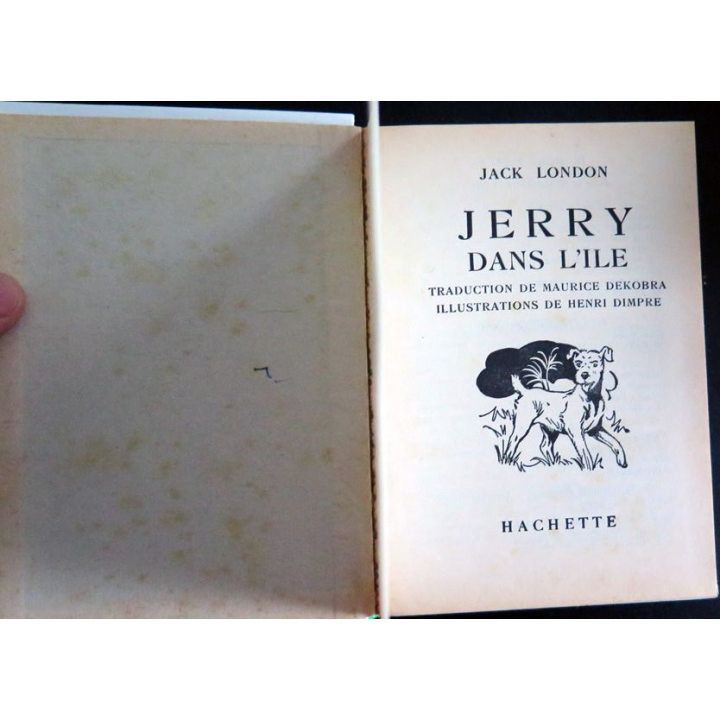 JACK LONDON
JERRY
DANS L'ILE
TRADUCTION DE MAURICE DEKOBRA
ILLUSTRATIONS DE HENRI DIMPRE
HACHETTE